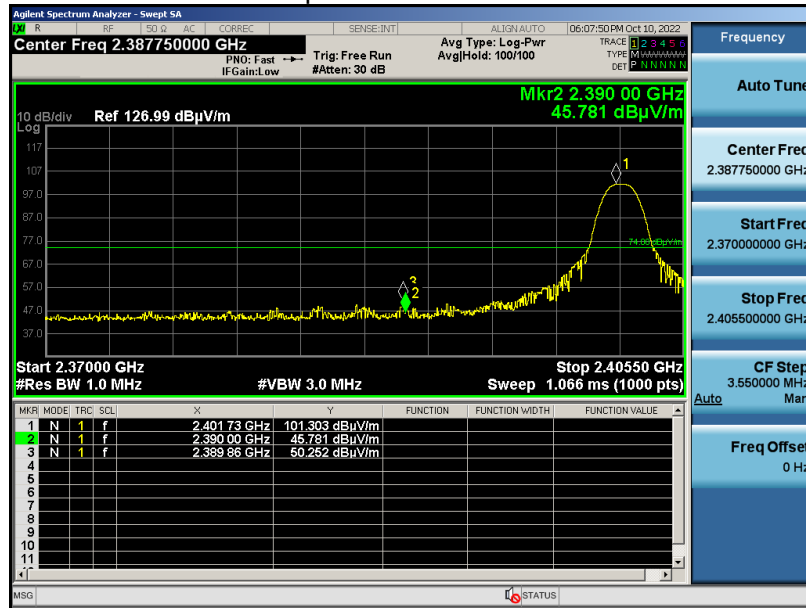 Agilent Spectrum Analyzer - Swept SA
LXI R RF 50 Ω AC CORREC SENSE:INT ALIGN AUTO 06:07:50 PM Oct 10, 2022
Center Freq 2.387750000 GHz
PNO: Fast
IFGain:Low
Trig: Free Run
#Atten: 30 dB
Avg Type: Log-Pwr
Avg|Hold: 100/100
TRACE 1 2 3 4 5 6
TYPE M WWWWW
DET P N N N N N
Mkr2 2.390 00 GHz
45.781 dBµV/m
10 dB/div Ref 126.99 dBµV/m
Log
117
107
97.0
87.0
77.0
67.0
57.0
47.0
37.0
1
74.00 dBµV/m
2
Start 2.37000 GHz Stop 2.40550 GHz
#Res BW 1.0 MHz #VBW 3.0 MHz Sweep 1.066 ms (1000 pts)
MKR MODE TRC SCL X Y FUNCTION FUNCTION WIDTH FUNCTION VALUE
1 N 1 f 2.401 73 GHz 101.303 dBµV/m
2 N 1 f 2.390 00 GHz 45.781 dBµV/m
3 N 1 f 2.389 86 GHz 50.252 dBµV/m
4
5
6
7
8
9
10
11
MSG STATUS
Frequency
Auto Tune
Center Freq
2.387750000 GHz
Start Freq
2.370000000 GHz
Stop Freq
2.405500000 GHz
CF Step
3.550000 MHz
Auto Man
Freq Offset
0 Hz